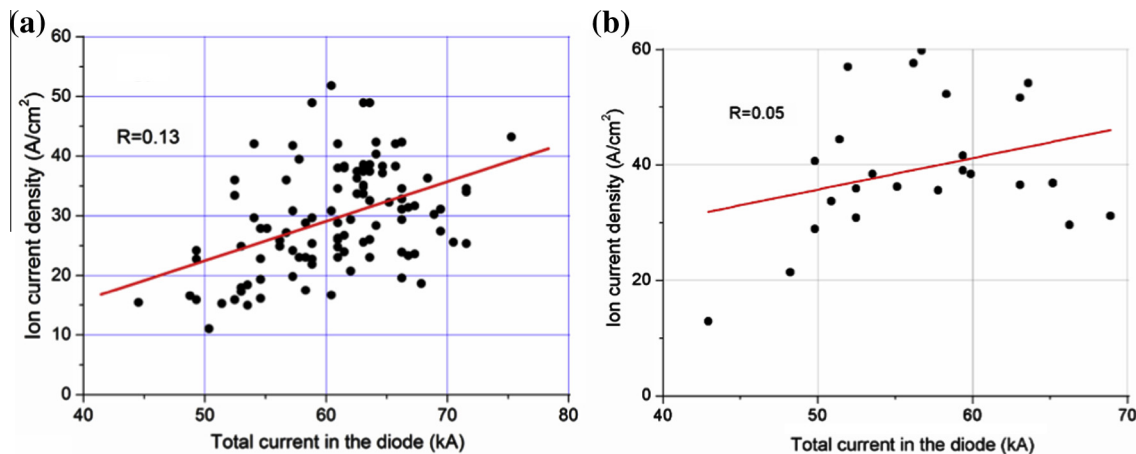 (a)
60
50
40
30
20
10
0
Ion current density (A/cm²)
R=0.13
40 50 60 70 80
Total current in the diode (kA)
(b)
60
40
20
0
Ion current density (A/cm²)
R=0.05
40 50 60 70
Total current in the diode (kA)